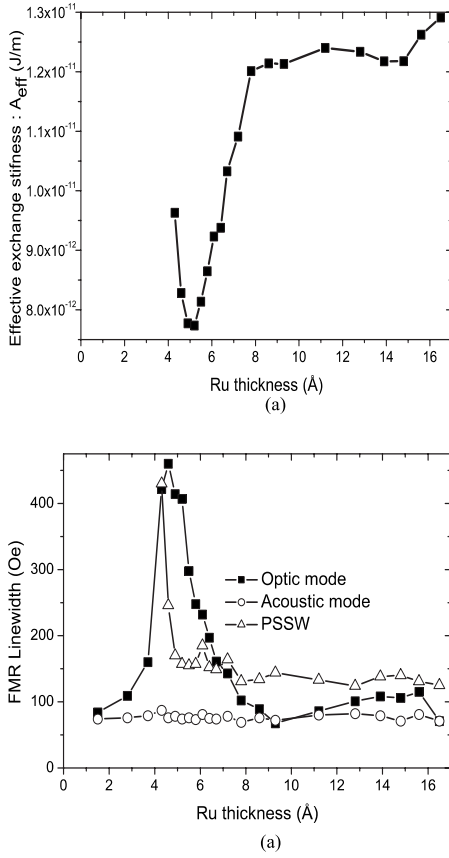 1.3x10-11
1.2x10-11
1.1x10-11
1.0x10-11
9.0x10-12
8.0x10-12
Effective exchange stifness : Aeff (J/m)
0 2 4 6 8 10 12 14 16
Ru thickness (Å)
(a)
400
300
200
100
0
FMR Linewidth (Oe)
Optic mode
Acoustic mode
PSSW
0 2 4 6 8 10 12 14 16
Ru thickness (Å)
(a)